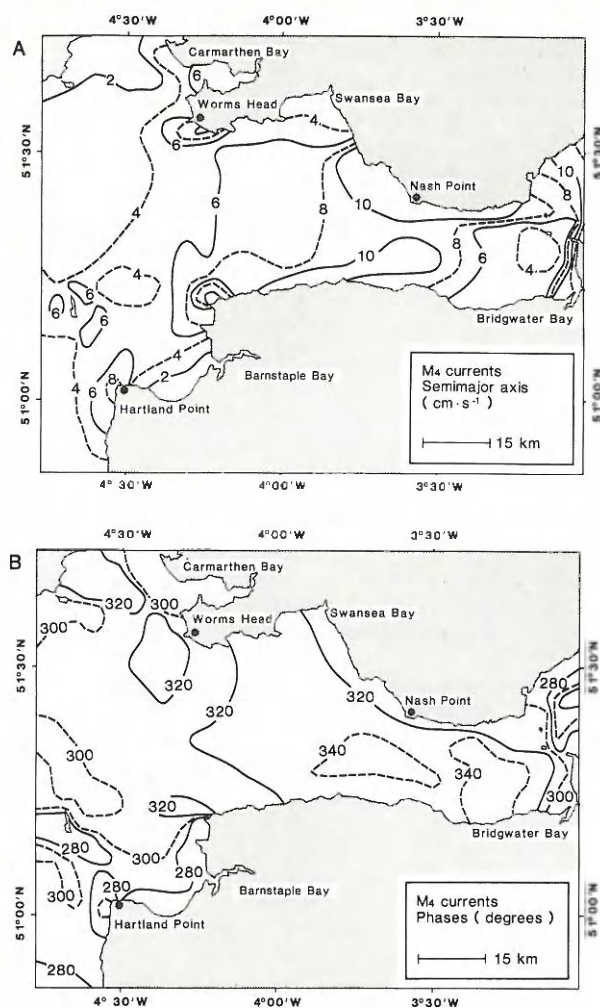 4°30'W 4°00'W 3°30'W
A
Carmarthen Bay
2
6
Worms Head
Swansea Bay
4
6
51°30'N
51°30'N
10
Nash Point
8
6
8
10
4
10
8
6
4
6
4
6
6
Bridgwater Bay
4
2
8
Barnstaple Bay
4
6
51°00'N
51°00'N
Hartland Point
M4 currents
Semimajor axis
( cm·s⁻¹ )
15 km
4°30'W 4°00'W 3°30'W
4°30'W 4°00'W 3°30'W
B
Carmarthen Bay
320
300
300
Worms Head
Swansea Bay
51°30'N
51°30'N
320
320
320
280
Nash Point
300
340
340
300
320
280
300
Bridgwater Bay
280
280
300
Barnstaple Bay
51°00'N
51°00'N
Hartland Point
280
M4 currents
Phases ( degrees )
15 km
4°30'W 4°00'W 3°30'W